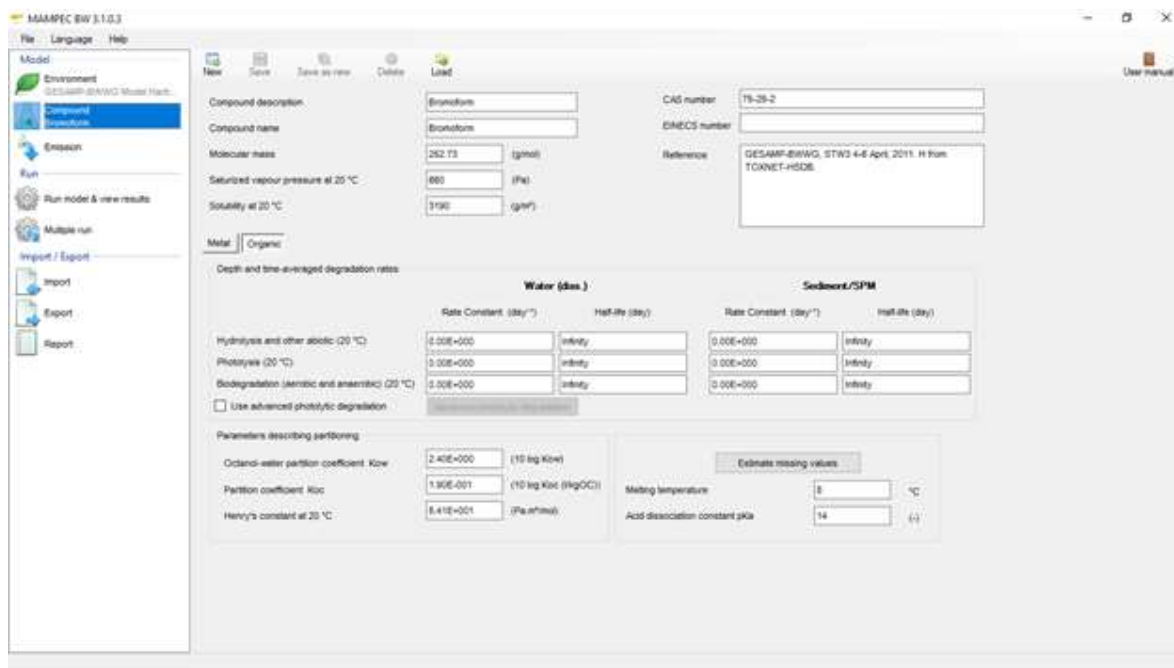 MAMPEC BW 3.1.0.3
File Language Help
Model
Environment
GESAMP-BWWG Model Harb..
Compound
Bromoform
Emission
Run
Run model & view results
Multiple run
Import / Export
Import
Export
Report
New Save Save as new Delete Load User manual
Compound description Bromoform
Compound name Bromoform
Molecular mass 252.73 (g/mol)
Saturized vapour pressure at 20 °C (Pa)
Solubility at 20 °C 3190 (g/m³)
CAS number
EINECS number
Reference GESAMP-BWWG, STW3 4-6 April, 2011. H from
TOXNET-HSDB.
Metal Organic
Depth and time-averaged degradation rates
Water (diss.) Sediment/SPM
Rate Constant (day⁻¹) Half-life (day) Rate Constant (day⁻¹) Half-life (day)
Hydrolysis and other abiotic (20 °C) 0.00E+000 Infinity 0.00E+000 Infinity
Photolysis (20 °C) 0.00E+000 Infinity 0.00E+000 Infinity
Biodegradation (aerobic and anaerobic) (20 °C) 0.00E+000 Infinity 0.00E+000 Infinity
Use advanced photolytic degradation
Parameters describing partitioning
Octanol-water partition coefficient Kow 2.40E+000 (10 log Kow)
Partition coefficient Koc 1.90E-001 (10 log Koc (l/kgOC))
Henry's constant at 20 °C (Pa.m³/mol)
Estimate missing values
Melting temperature 8 °C
Acid dissociation constant pKa 14 (-)